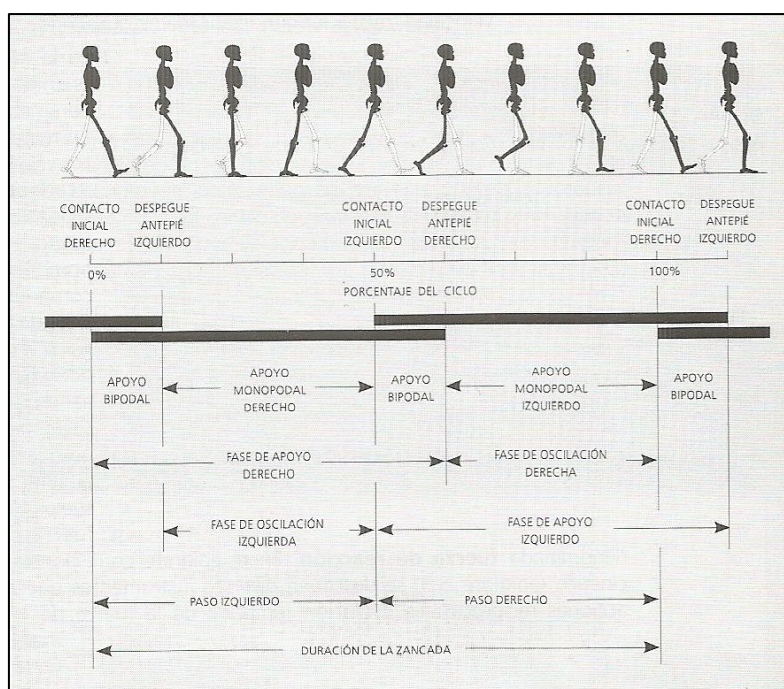 CONTACTO
INICIAL
DERECHO
DESPEGUE
ANTEPIÉ
IZQUIERDO
CONTACTO
INICIAL
IZQUIERDO
DESPEGUE
ANTEPIÉ
DERECHO
CONTACTO
INICIAL
DERECHO
DESPEGUE
ANTEPIÉ
IZQUIERDO
0%
50%
100%
PORCENTAJE DEL CICLO
APOYO
BIPODAL
APOYO
MONOPODAL
DERECHO
APOYO
BIPODAL
APOYO
MONOPODAL
IZQUIERDO
APOYO
BIPODAL
FASE DE APOYO
DERECHO
FASE DE OSCILACIÓN
DERECHA
FASE DE OSCILACIÓN
IZQUIERDA
FASE DE APOYO
IZQUIERDO
PASO IZQUIERDO
PASO DERECHO
DURACIÓN DE LA ZANCADA